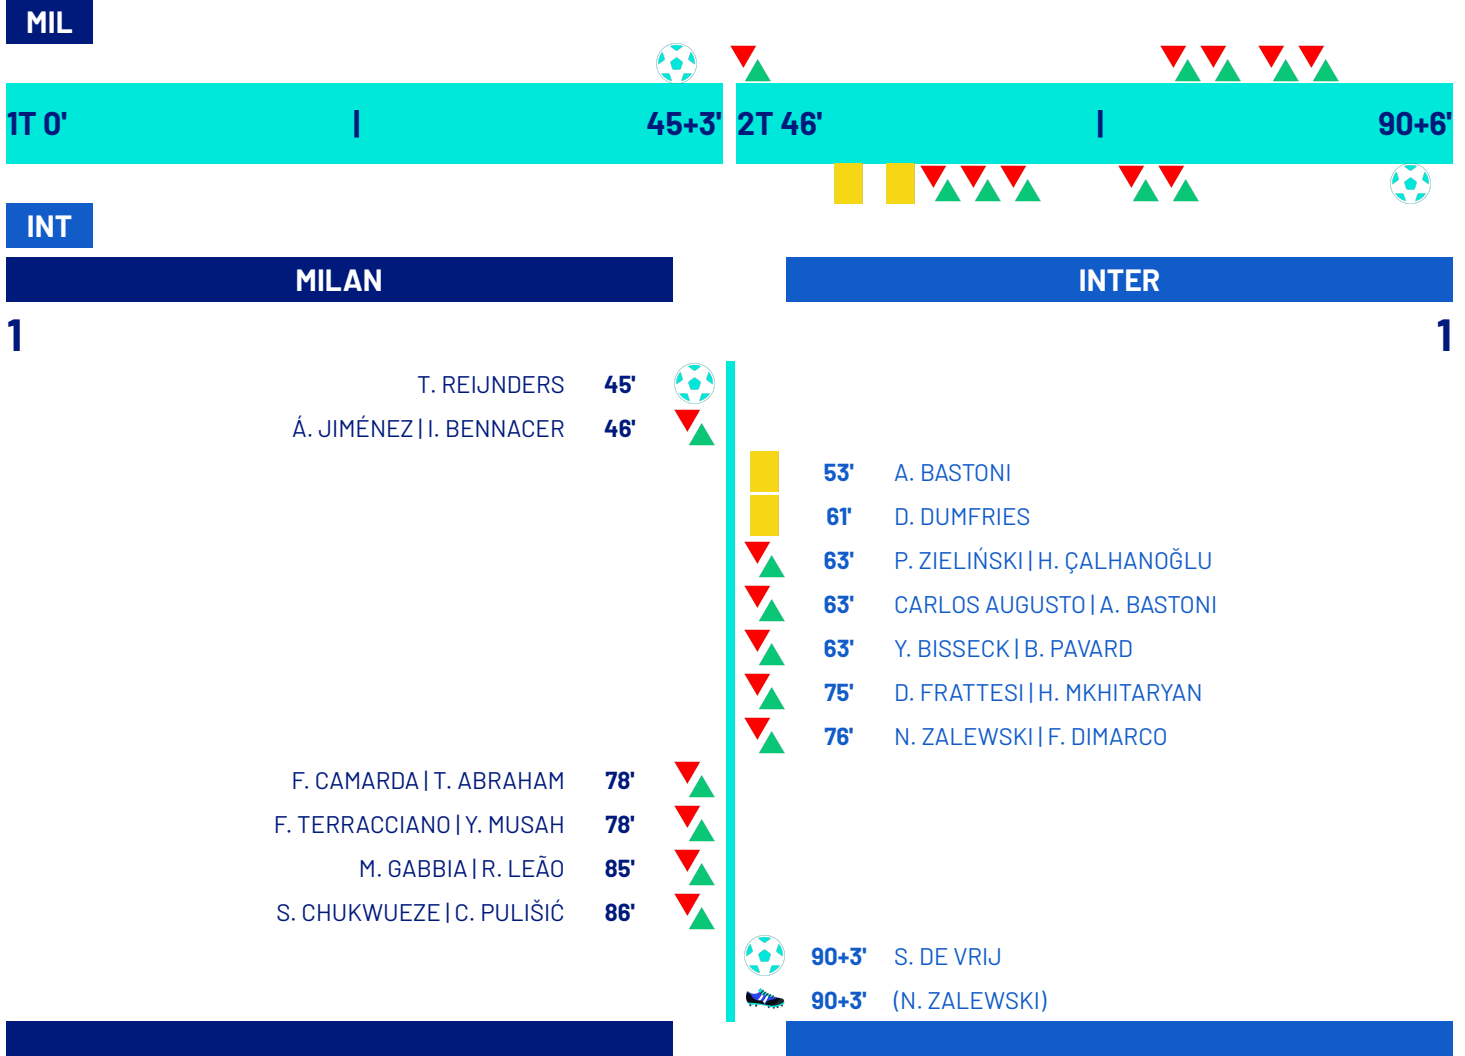 MIL
1T 0' | 45+3' 2T 46' | 90+6'
INT
MILAN INTER
1 1
T. REIJNDERS 45'
Á. JIMÉNEZ | I. BENNACER 46'
53' A. BASTONI
61' D. DUMFRIES
63' P. ZIELIŃSKI | H. ÇALHANOĞLU
63' CARLOS AUGUSTO | A. BASTONI
63' Y. BISSECK | B. PAVARD
75' D. FRATTESI | H. MKHITARYAN
76' N. ZALEWSKI | F. DIMARCO
F. CAMARDA | T. ABRAHAM 78'
F. TERRACCIANO | Y. MUSAH 78'
M. GABBIA | R. LEÃO 85'
S. CHUKWUEZE | C. PULIŠIĆ 86'
90+3' S. DE VRIJ
90+3' (N. ZALEWSKI)